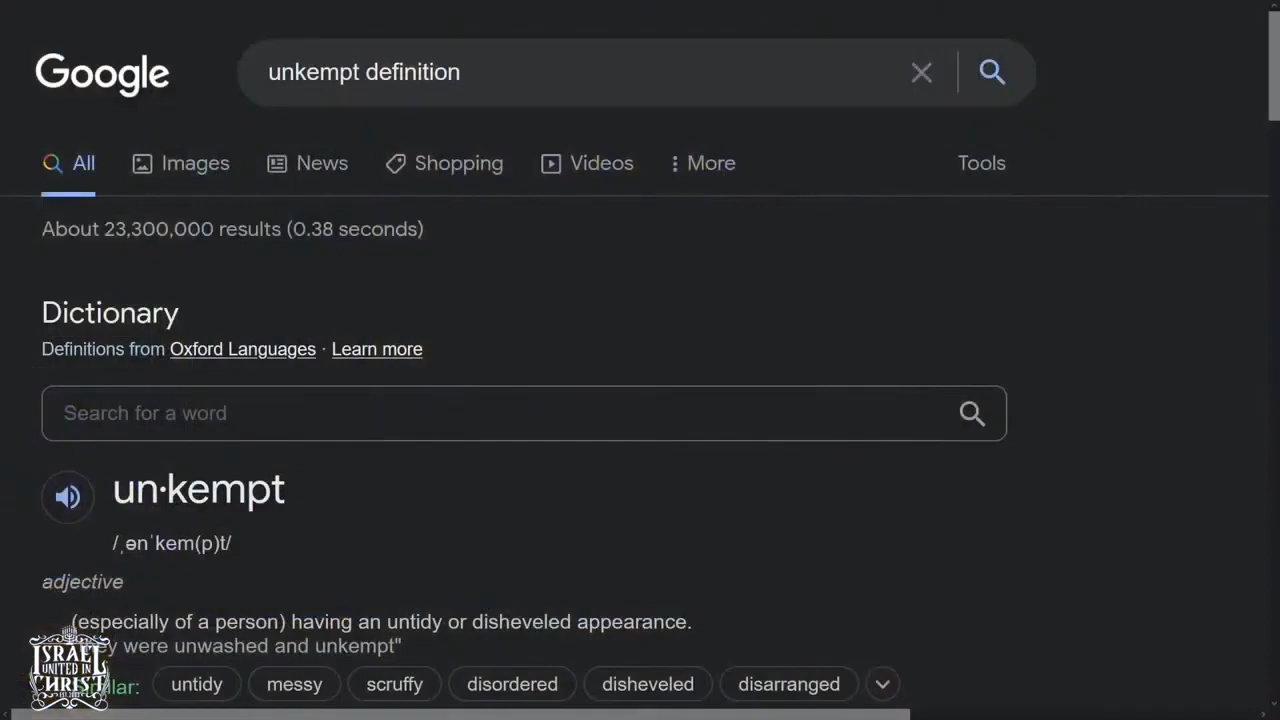 Google
unkempt definition
All Images News Shopping Videos More Tools
About 23,300,000 results (0.38 seconds)
Dictionary
Definitions from Oxford Languages · Learn more
Search for a word
un·kempt
/ˌənˈkem(p)t/
adjective
(especially of a person) having an untidy or disheveled appearance.
were unwashed and unkempt"
untidy messy scruffy disordered disheveled disarranged
ISRAEL
UNITED IN
CHRIST